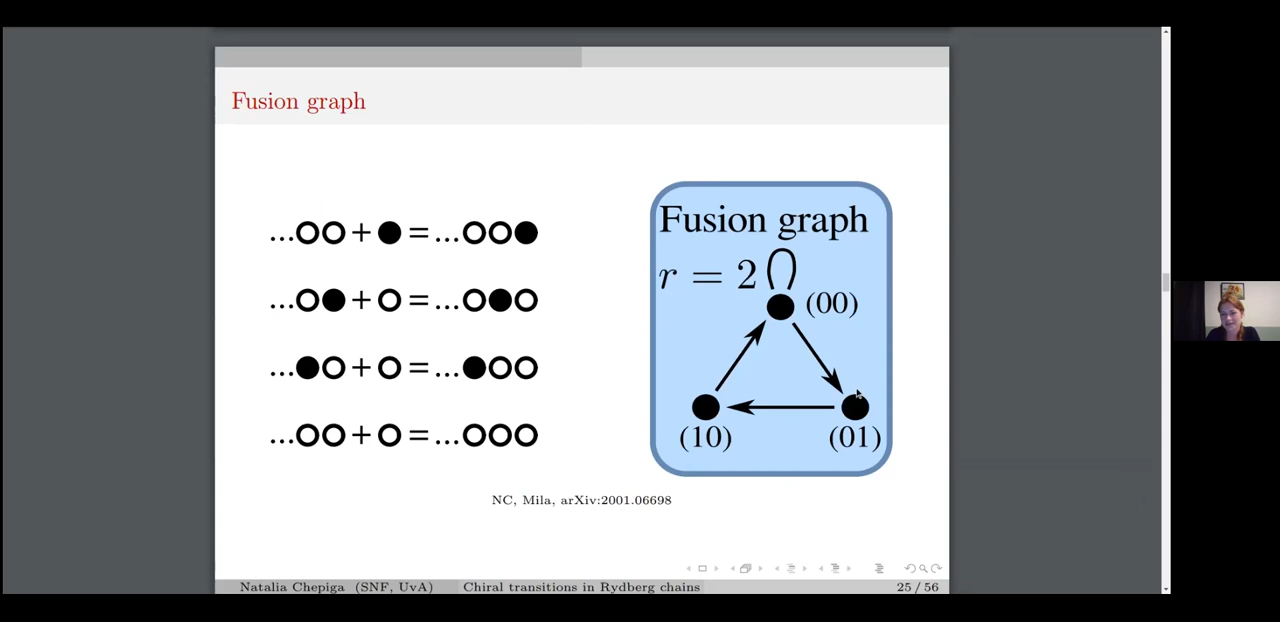 Fusion graph
...○○+●=...○○●
...○●+○=...○●○
...●○+○=...●○○
...○○+○=...○○○
Fusion graph
r = 2
(00)
(10)
(01)
NC, Mila, arXiv:2001.06698
Natalia Chepiga (SNF, UvA) Chiral transitions in Rydberg chains 25 / 56